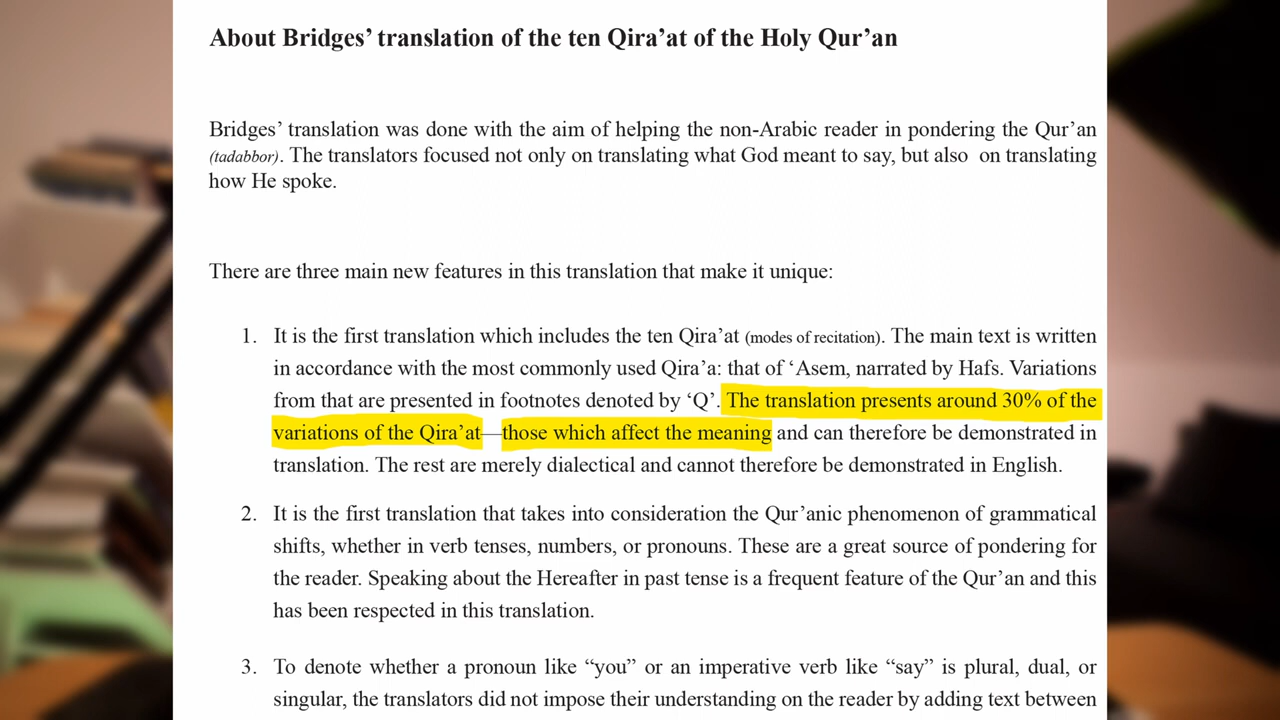 About Bridges’ translation of the ten Qira’at of the Holy Qur’an
Bridges’ translation was done with the aim of helping the non-Arabic reader in pondering the Qur’an
(tadabbor). The translators focused not only on translating what God meant to say, but also on translating
how He spoke.
There are three main new features in this translation that make it unique:
1. It is the first translation which includes the ten Qira’at (modes of recitation). The main text is written
in accordance with the most commonly used Qira’a: that of ‘Asem, narrated by Hafs. Variations
from that are presented in footnotes denoted by ‘Q’. The translation presents around 30% of the
variations of the Qira’at—those which affect the meaning and can therefore be demonstrated in
translation. The rest are merely dialectical and cannot therefore be demonstrated in English.
2. It is the first translation that takes into consideration the Qur’anic phenomenon of grammatical
shifts, whether in verb tenses, numbers, or pronouns. These are a great source of pondering for
the reader. Speaking about the Hereafter in past tense is a frequent feature of the Qur’an and this
has been respected in this translation.
3. To denote whether a pronoun like “you” or an imperative verb like “say” is plural, dual, or
singular, the translators did not impose their understanding on the reader by adding text between